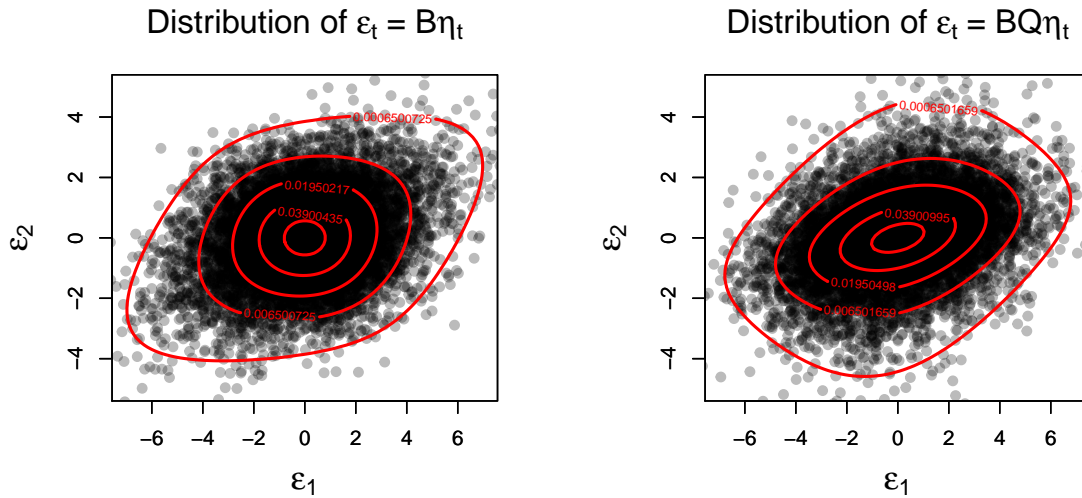 Distribution of εt = Bηt
0.0006500725
0.01950217
0.03900435
0.006500725
4
2
0
−2
−4
ε2
−6 −4 −2 0 2 4 6
ε1
Distribution of εt = BQηt
0.0006501659
0.03900995
0.01950498
0.006501659
4
2
0
−2
−4
ε2
−6 −4 −2 0 2 4 6
ε1